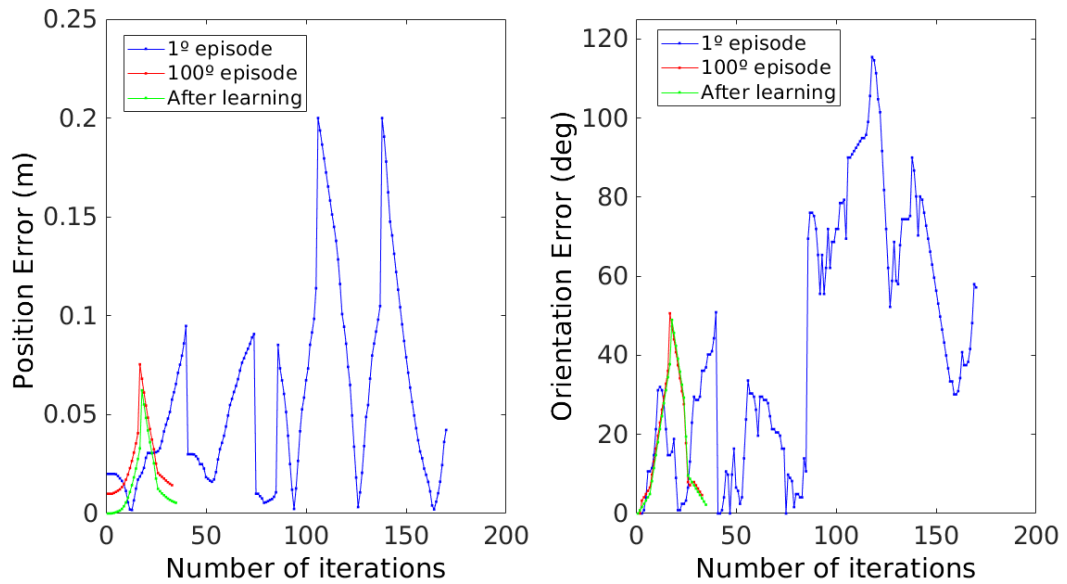 0.25
0.2
0.15
0.1
0.05
0
Position Error (m)
1º episode
100º episode
After learning
0 50 100 150 200
Number of iterations
120
100
80
60
40
20
0
Orientation Error (deg)
1º episode
100º episode
After learning
0 50 100 150 200
Number of iterations